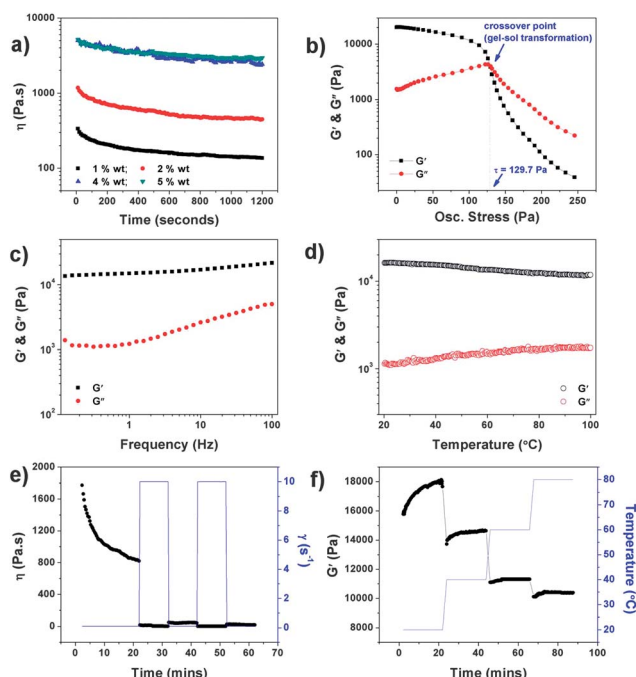 a)
η (Pa.s)
10000
1000
100
1 % wt; 2 % wt
4 % wt; 5 % wt
0 200 400 600 800 1000 1200
Time (seconds)
b)
G′ & G″ (Pa)
10000
1000
100
crossover point
(gel-sol transformation)
G′
G″
τ = 129.7 Pa
0 50 100 150 200 250
Osc. Stress (Pa)
c)
G′ & G″ (Pa)
10⁴
10³
10²
G′
G″
1 10 100
Frequency (Hz)
d)
G′ & G″ (Pa)
10⁴
10³
G′
G″
20 40 60 80 100
Temperature (°C)
e)
η (Pa.s)
2000
1600
1200
800
400
0
10
8
6
4
2
0
γ (s⁻¹)
0 10 20 30 40 50 60 70
Time (mins)
f)
G′ (Pa)
18000
16000
14000
12000
10000
8000
80
70
60
50
40
30
20
Temperature (°C)
0 20 40 60 80 100
Time (mins)